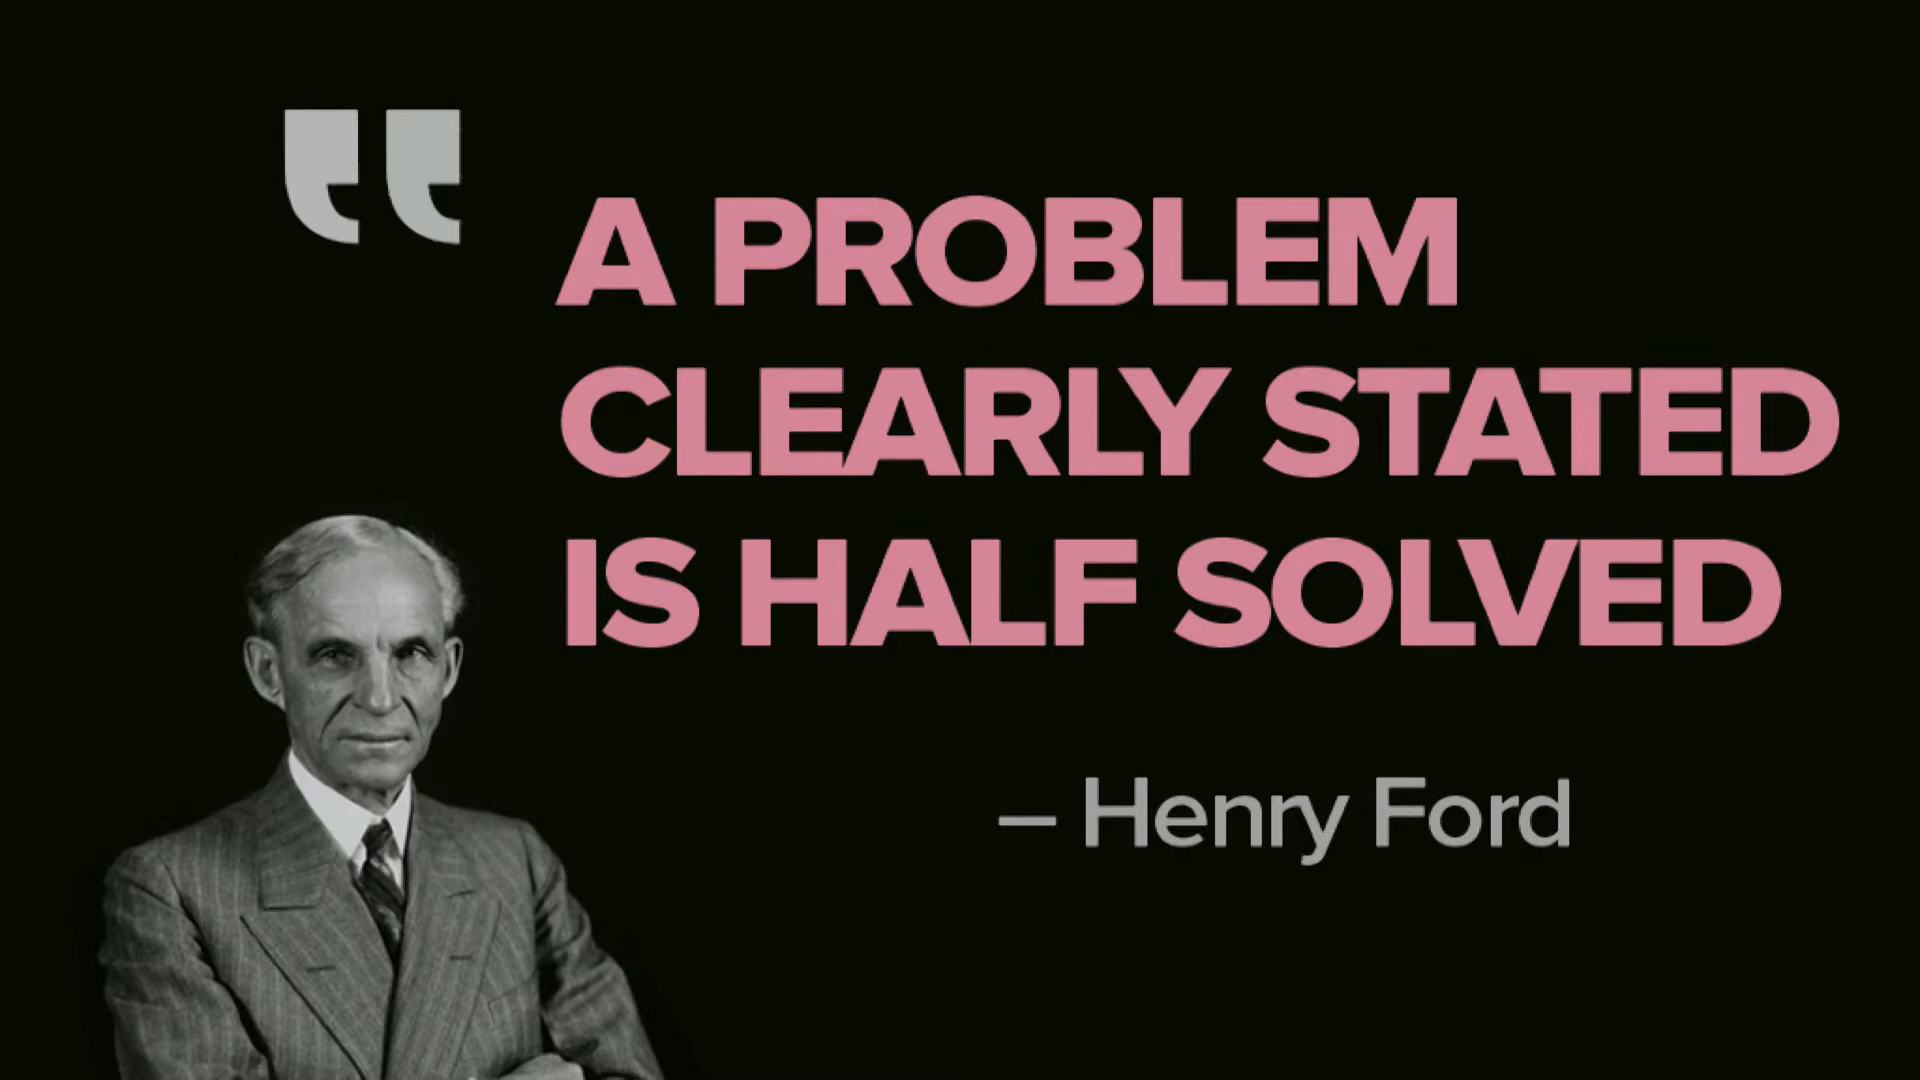 “
A PROBLEM
CLEARLY STATED
IS HALF SOLVED
– Henry Ford